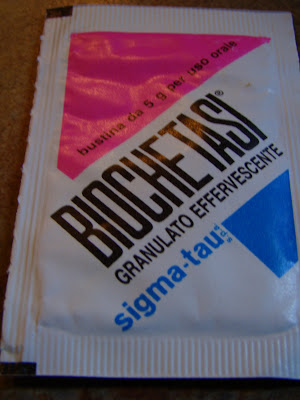 bustina da 5 g per uso orale
BIOCHETASI®
GRANULATO EFFERVESCENTE
sigma-tau